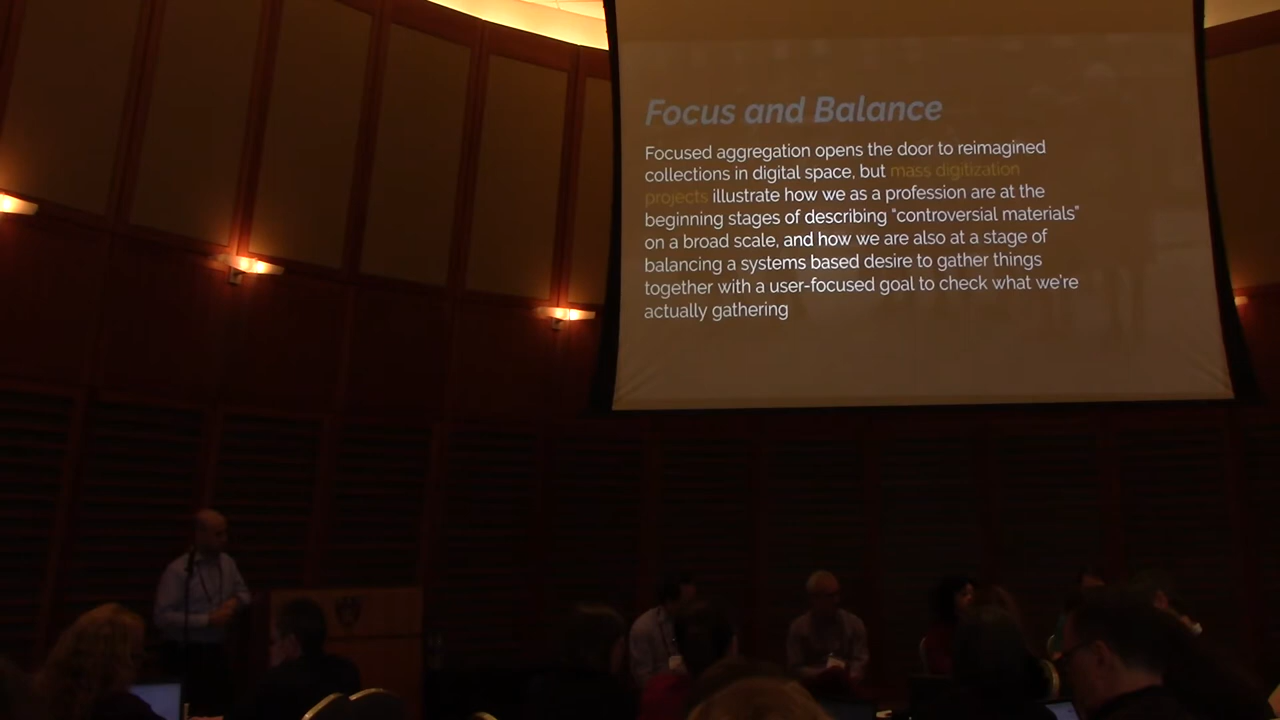 Focus and Balance
Focused aggregation opens the door to reimagined
collections in digital space, but mass digitization
projects illustrate how we as a profession are at the
beginning stages of describing "controversial materials"
on a broad scale, and how we are also at a stage of
balancing a systems based desire to gather things
together with a user-focused goal to check what we're
actually gathering